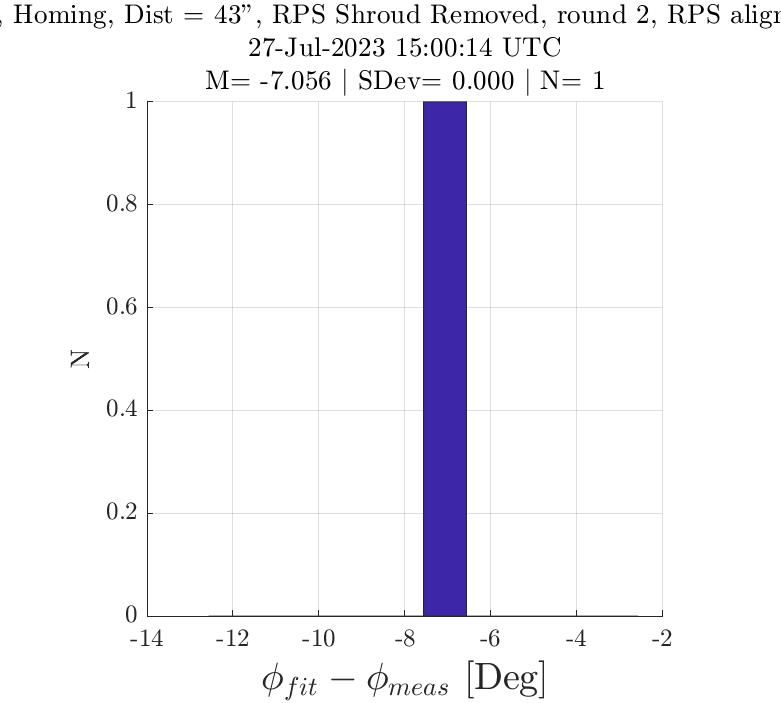 , Homing, Dist = 43”, RPS Shroud Removed, round 2, RPS align
27-Jul-2023 15:00:14 UTC
M= -7.056 | SDev= 0.000 | N= 1
1
0.8
0.6
N
0.4
0.2
0
-14 -12 -10 -8 -6 -4 -2
ϕfit − ϕmeas [Deg]